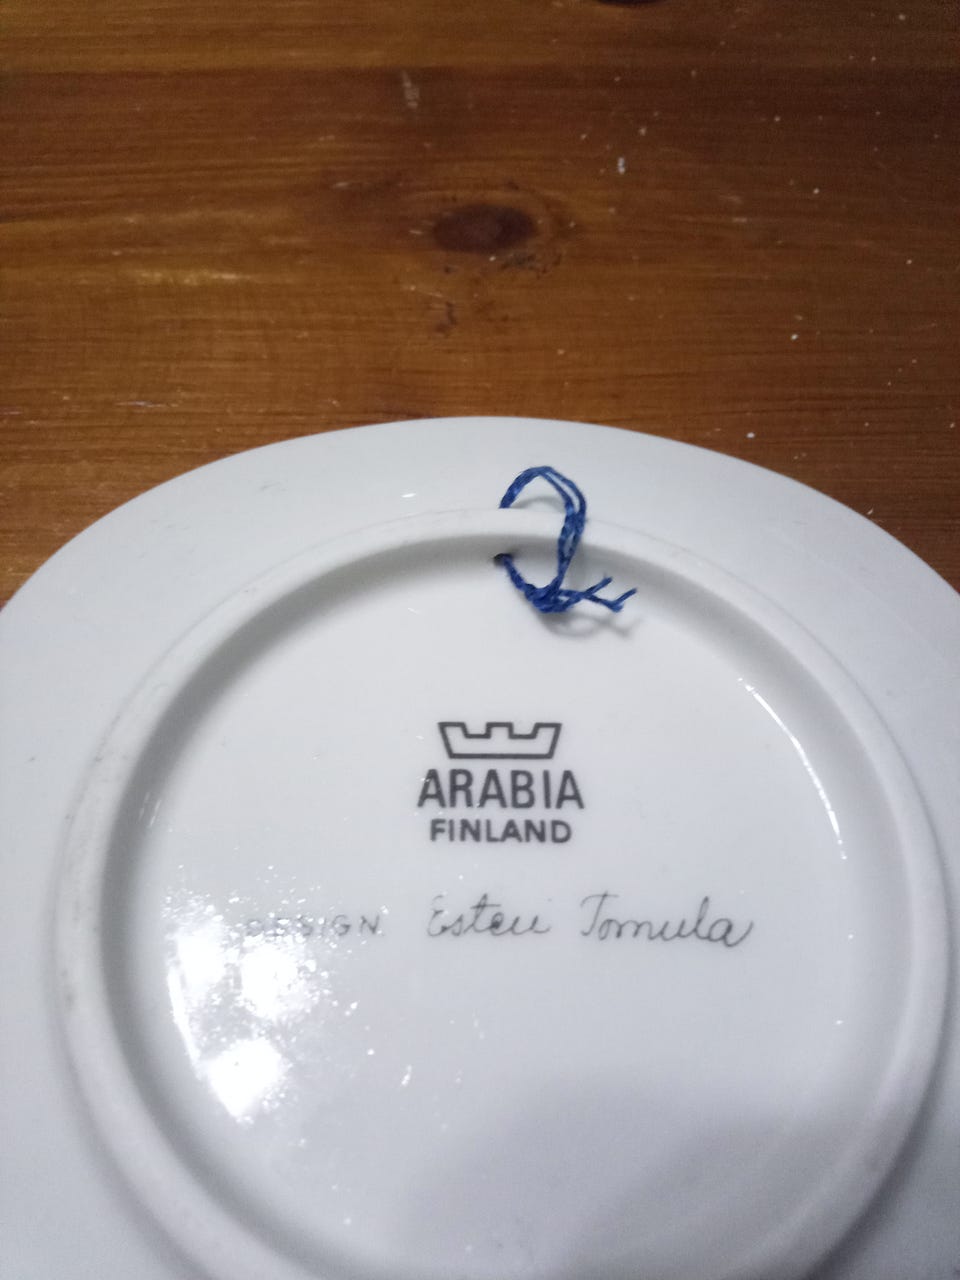 ARABIA
FINLAND
DESIGN Esteri Tomula